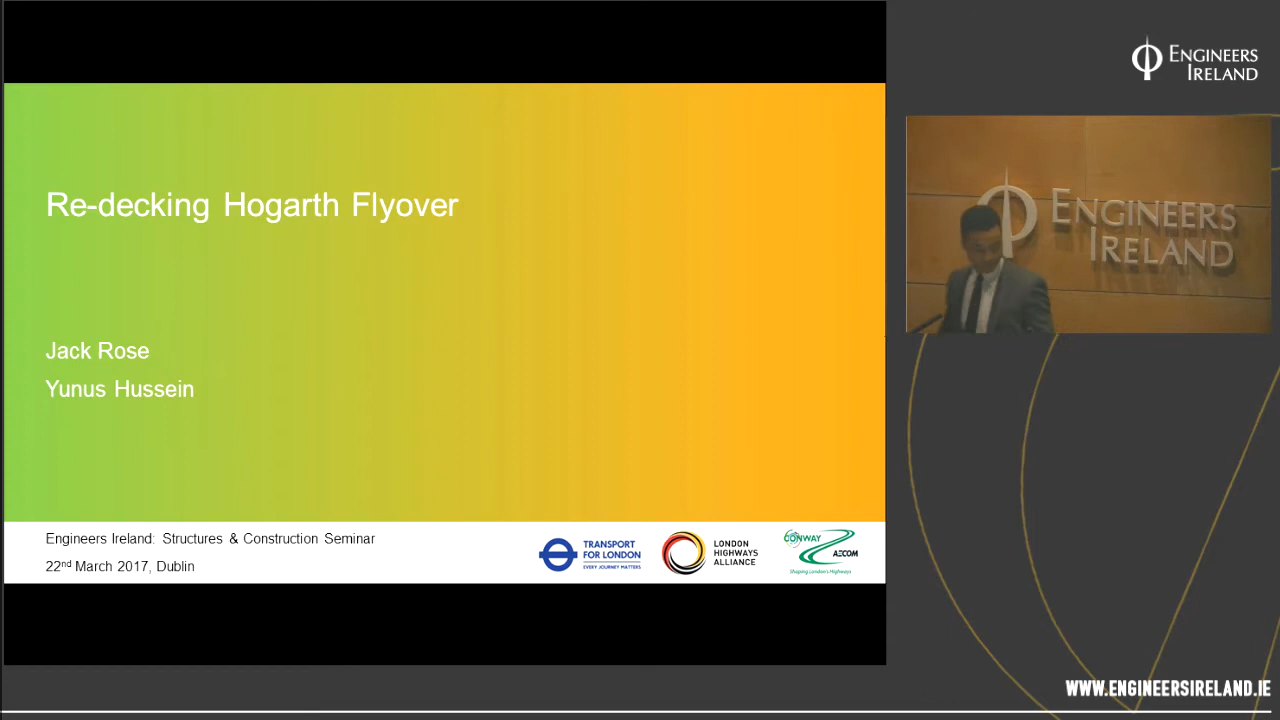 Re-decking Hogarth Flyover
Jack Rose
Yunus Hussein
Engineers Ireland: Structures & Construction Seminar
22nd March 2017, Dublin
TRANSPORT
FOR LONDON
EVERY JOURNEY MATTERS
LONDON
HIGHWAYS
ALLIANCE
CONWAY
AECOM
Shaping London's Highways
ENGINEERS
IRELAND
ENGINEERS
IRELAND
WWW.ENGINEERSIRELAND.IE